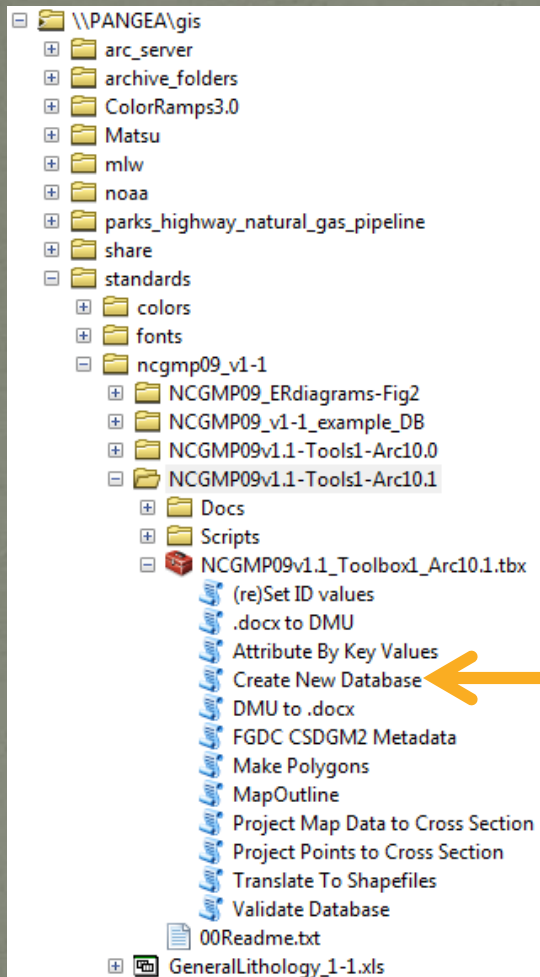 \\PANGEA\gis
arc_server
archive_folders
ColorRamps3.0
Matsu
mlw
noaa
parks_highway_natural_gas_pipeline
share
standards
colors
fonts
ncgmp09_v1-1
NCGMP09_ERdiagrams-Fig2
NCGMP09_v1-1_example_DB
NCGMP09v1.1-Tools1-Arc10.0
NCGMP09v1.1-Tools1-Arc10.1
Docs
Scripts
NCGMP09v1.1_Toolbox1_Arc10.1.tbx
(re)Set ID values
.docx to DMU
Attribute By Key Values
Create New Database
DMU to .docx
FGDC CSDGM2 Metadata
Make Polygons
MapOutline
Project Map Data to Cross Section
Project Points to Cross Section
Translate To Shapefiles
Validate Database
00Readme.txt
GeneralLithology_1-1.xls